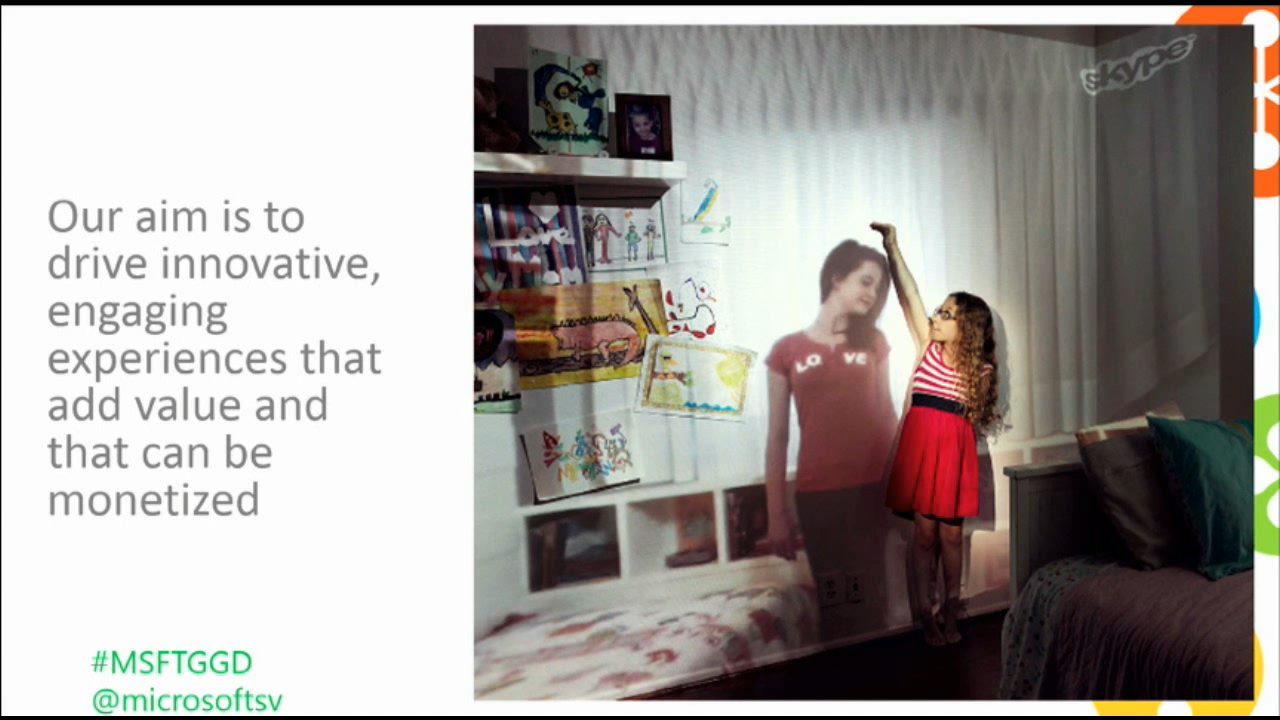 Our aim is to
drive innovative,
engaging
experiences that
add value and
that can be
monetized
#MSFTGGD
@microsoftsv
skype
LO VE